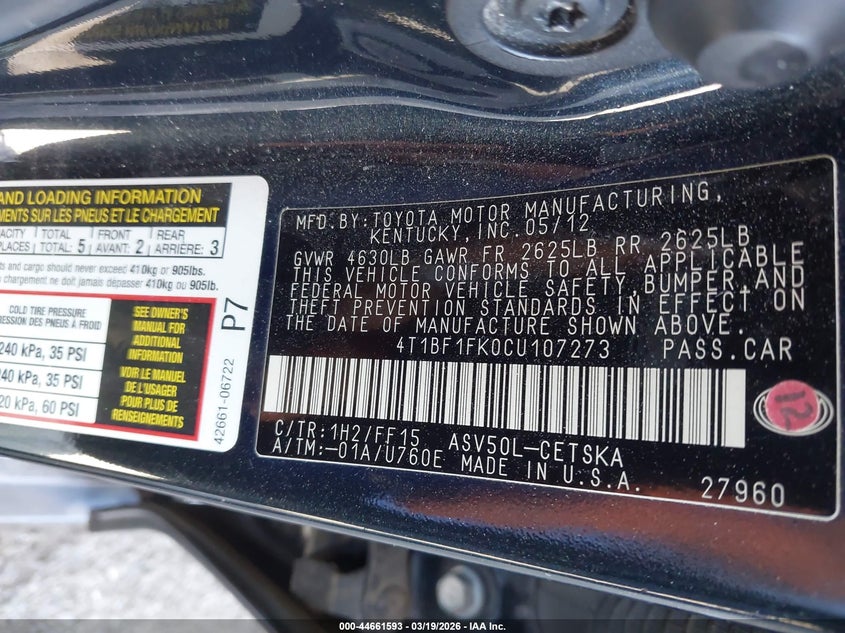 AND LOADING INFORMATION
EMENTS SUR LES PNEUS ET LE CHARGEMENT
TOTAL FRONT REAR
PLACES TOTAL: 5 AVANT: 2 ARRIÈRE: 3
ts and cargo should never exceed 410kg or 905lbs.
chargement ne doit jamais dépasser 410kg ou 905lb.
COLD TIRE PRESSURE
ESSION DES PNEUS À FROID
240 kPa, 35 PSI
240 kPa, 35 PSI
20 kPa, 60 PSI
SEE OWNER'S
MANUAL FOR
ADDITIONAL
INFORMATION
VOIR LE MANUEL
DE L'USAGER
POUR PLUS DE
RENSEIGNEMENTS
42661-06722
P7
MFD.BY:TOYOTA MOTOR MANUFACTURING,
KENTUCKY,INC.05/12
GVWR 4630LB GAWR FR 2625LB RR 2625LB
THIS VEHICLE CONFORMS TO ALL APPLICABLE
FEDERAL MOTOR VEHICLE SAFETY,BUMPER,AND
THEFT PREVENTION STANDARDS IN EFFECT ON
THE DATE OF MANUFACTURE SHOWN ABOVE.
4T1BF1FK0CU107273 PASS.CAR
12
C/TR:1H2/FF15 ASV50L-CETSKA
A/TM:-01A/U760E MADE IN U.S.A.
27960
000-44661593 - 03/19/2026 - IAA Inc.